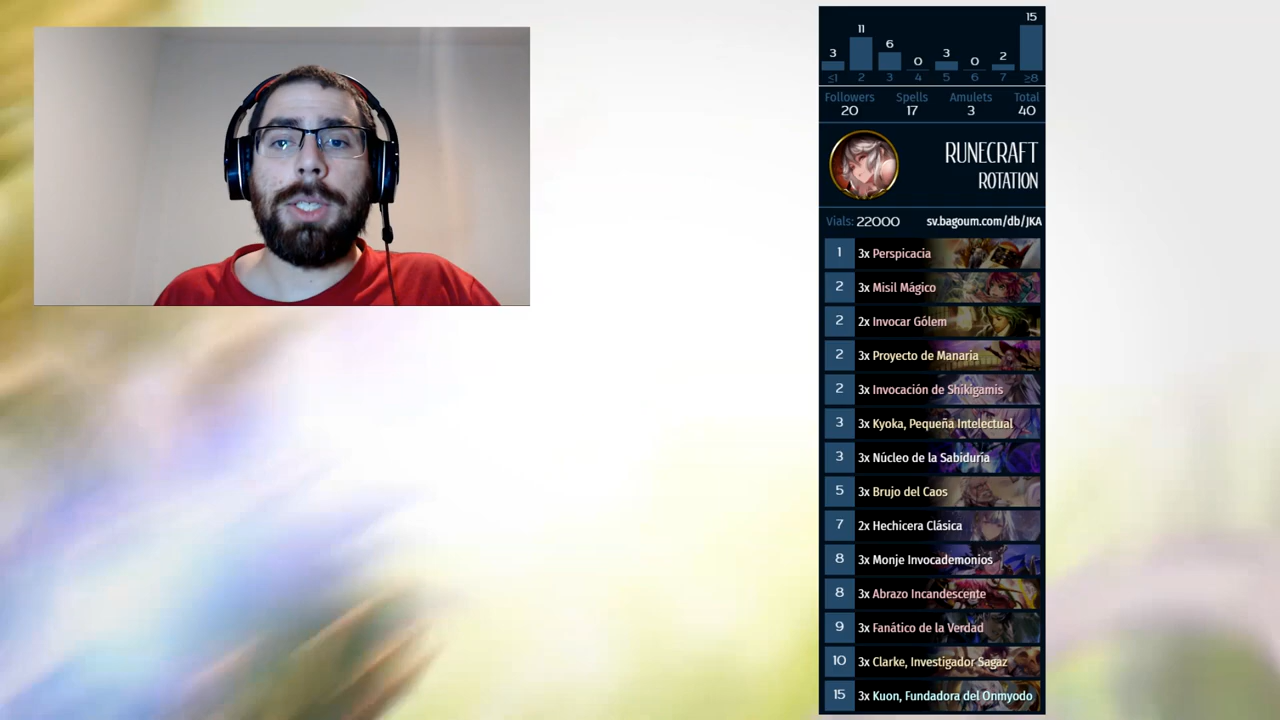 3 11 6 0 3 0 2 15
≤1 2 3 4 5 6 7 ≥8
Followers Spells Amulets Total
20 17 3 40
RUNECRAFT
ROTATION
Vials: 22000 sv.bagoum.com/db/JKA
1 3x Perspicacia
2 3x Misil Mágico
2 2x Invocar Gólem
2 3x Proyecto de Manaria
2 3x Invocación de Shikigamis
3 3x Kyoka, Pequeña Intelectual
3 3x Núcleo de la Sabiduría
5 3x Brujo del Caos
7 2x Hechicera Clásica
8 3x Monje Invocademonios
8 3x Abrazo Incandescente
9 3x Fanático de la Verdad
10 3x Clarke, Investigador Sagaz
15 3x Kuon, Fundadora del Onmyodo